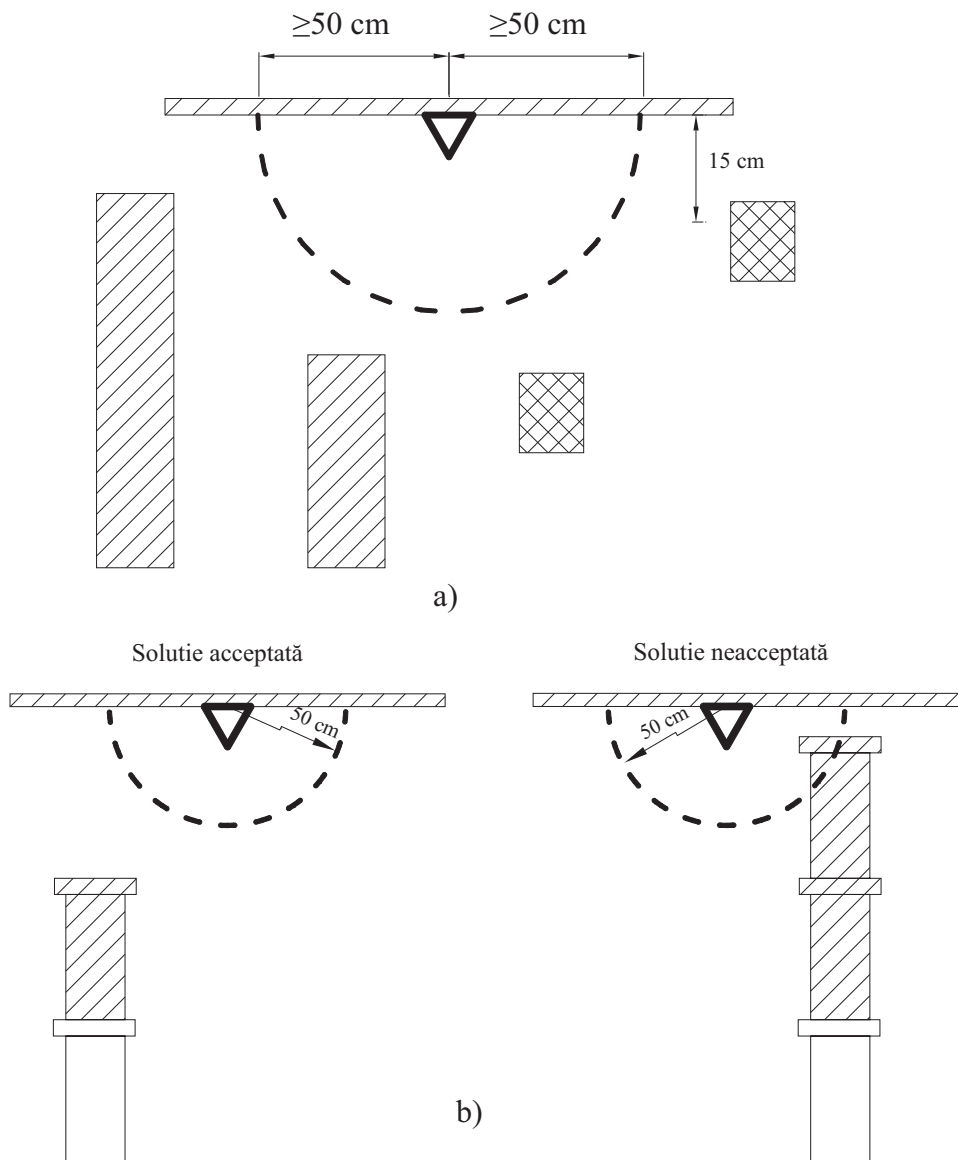 ≥50 cm ≥50 cm
15 cm
a)
Solutie acceptată Solutie neacceptată
50 cm 50 cm
b)